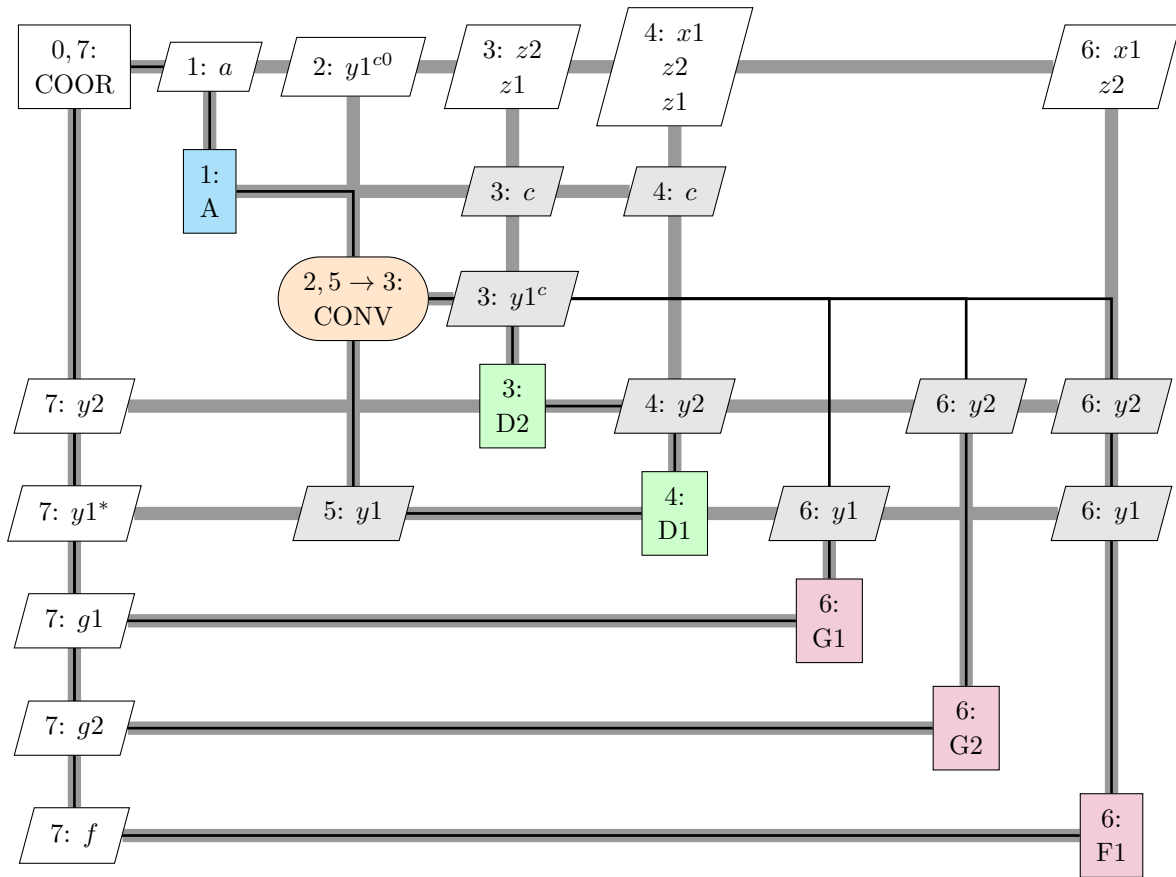 0, 7:
COOR
1: a
2: y1^{c0}
3: z2
z1
4: x1
z2
z1
6: x1
z2
1:
A
3: c
4: c
2, 5 → 3:
CONV
3: y1^c
7: y2
3:
D2
4: y2
6: y2
6: y2
7: y1*
5: y1
4:
D1
6: y1
6: y1
7: g1
6:
G1
7: g2
6:
G2
7: f
6:
F1